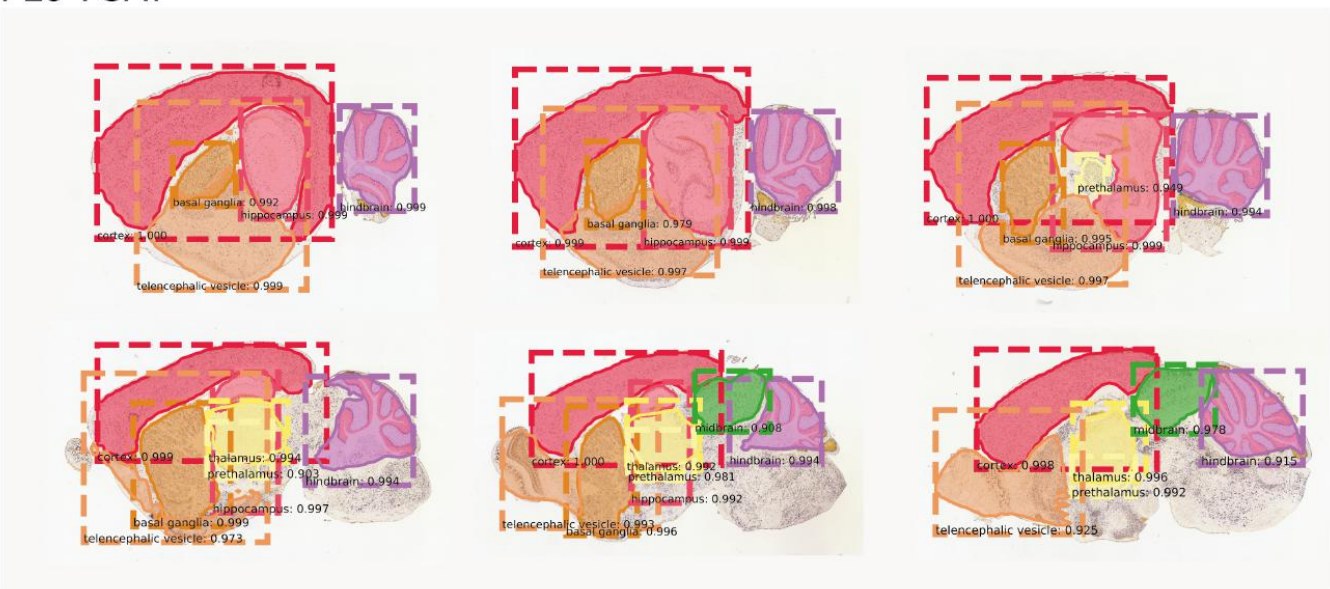 basal ganglia: 0.992
hippocampus: 0.999
hindbrain: 0.999
cortex: 1.000
telencephalic vesicle: 0.999
basal ganglia: 0.979
hindbrain: 0.998
cortex: 0.999
hippocampus: 0.999
telencephalic vesicle: 0.997
prethalamus: 0.949
hindbrain: 0.994
cortex: 1.000
basal ganglia: 0.995
hippocampus: 0.999
telencephalic vesicle: 0.997
cortex: 0.999
thalamus: 0.994
prethalamus: 0.903
hindbrain: 0.994
hippocampus: 0.997
basal ganglia: 0.999
telencephalic vesicle: 0.973
midbrain: 0.908
cortex: 1.000
hindbrain: 0.994
thalamus: 0.992
prethalamus: 0.981
hippocampus: 0.992
telencephalic vesicle: 0.993
basal ganglia: 0.996
midbrain: 0.978
cortex: 0.998
hindbrain: 0.915
thalamus: 0.996
prethalamus: 0.992
telencephalic vesicle: 0.925